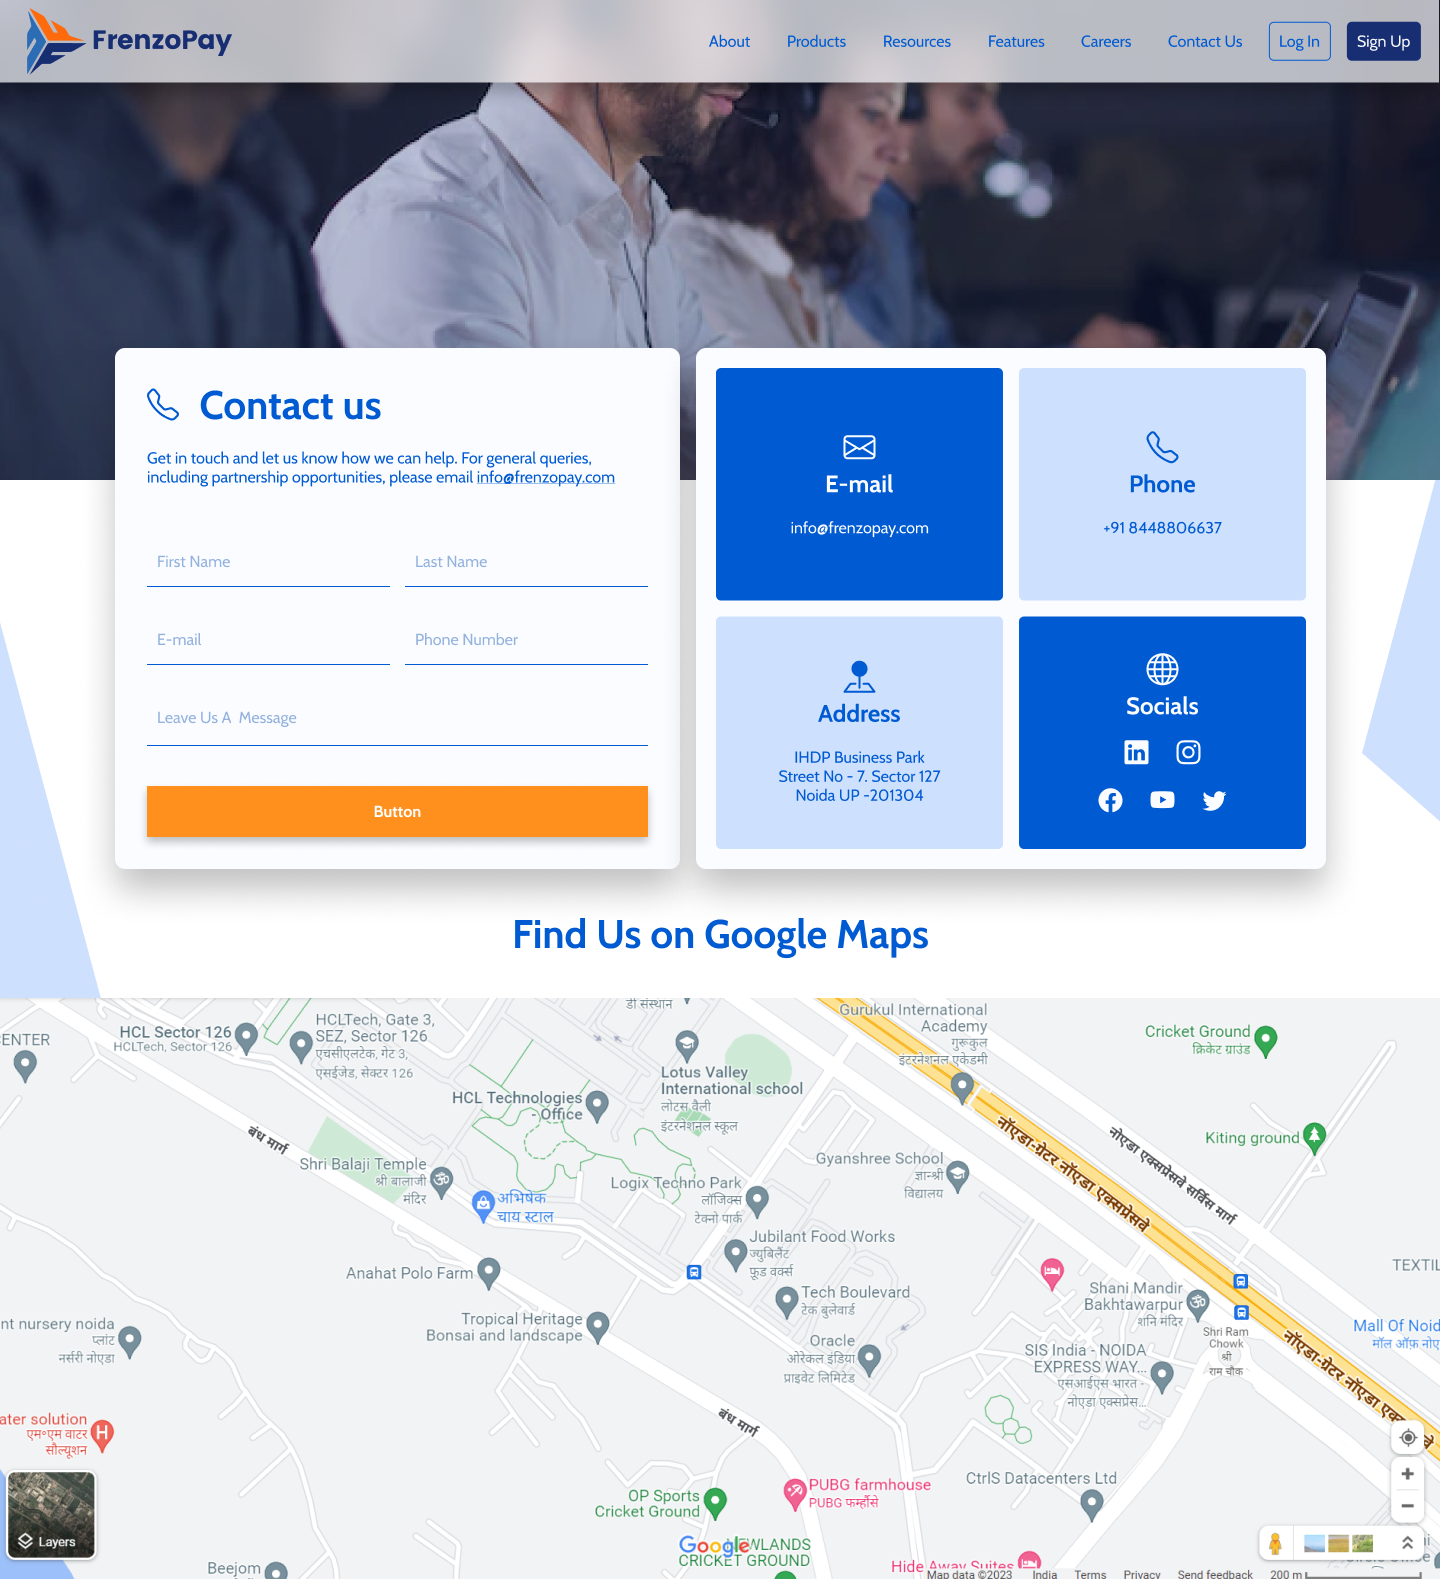 FrenzoPay
About Products Resources Features Careers Contact Us Log In Sign Up
Contact us
Get in touch and let us know how we can help. For general queries,
including partnership opportunities, please email info@frenzopay.com
First Name Last Name
E-mail Phone Number
Leave Us A  Message
Button
E-mail
info@frenzopay.com
Phone
+91 8448806637
Address
IHDP Business Park
Street No - 7. Sector 127
Noida UP -201304
Socials
Find Us on Google Maps
डी संस्थान
Gurukul International
Academy
गुरूकुल
इंटरनेशनल एकेडमी
HCL Sector 126
HCLTech, Sector 126
HCLTech, Gate 3,
SEZ, Sector 126
एचसीएलटेक, गेट 3,
एसईजेड, सेक्टर 126
CENTER
Cricket Ground
क्रिकेट ग्राउंड
Lotus Valley
International school
लोटस वैली
इंटरनेशनल स्कूल
HCL Technologies
- Office
बंध मार्ग
नॉएडा-ग्रेटर नॉएडा एक्सप्रेसवे
नोएडा एक्सप्रेसवे सर्विस मार्ग
Kiting ground
Shri Balaji Temple
श्री बालाजी
मंदिर
Gyanshree School
ज्ञान्श्री
विद्यालय
Logix Techno Park
लॉजिक्स
टेक्नो पार्क
अभिषेक
चाय स्टाल
Jubilant Food Works
ज्युबिलैंट
फूड वर्क्स
Anahat Polo Farm
TEXTIL
Tech Boulevard
टेक बुलेवार्ड
Shani Mandir
Bakhtawarpur
शनि मंदिर
Tropical Heritage
Bonsai and landscape
nt nursery noida
प्लांट
नर्सरी नोएडा
Shri Ram
Chowk
श्री
राम चौक
Mall Of Noid
मॉल ऑफ़ नोए
नॉएडा-ग्रेटर नॉएडा एक्सप्रेसवे
Oracle
ओरेकल इंडिया
प्राइवेट लिमिटेड
SIS India - NOIDA
EXPRESS WAY...
एसआईएस भारत -
नोएडा एक्सप्रेस...
ater solution
एम॰एम वाटर
सौल्यूशन
बंध मार्ग
PUBG farmhouse
PUBG फर्म्हौसे
CtrlS Datacenters Ltd
OP Sports
Cricket Ground
Layers
Google
EWLANDS
CRICKET GROUND
Beejom
Hide Away Suites
Map data ©2023 India Terms Privacy Send feedback 200 m